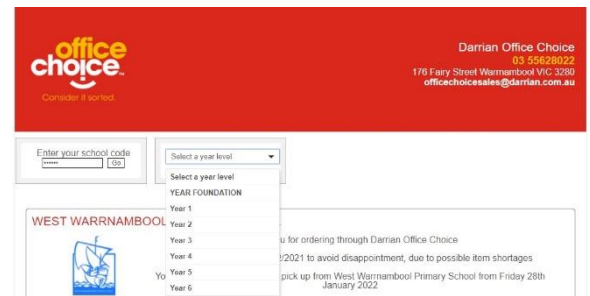 office
choice
Consider it sorted.
Darrian Office Choice
03 55628022
176 Fairy Street Warrnambool VIC 3280
officechoicesales@darrian.com.au
Enter your school code
Go
Select a year level
Select a year level
YEAR FOUNDATION
Year 1
Year 2
Year 3
Year 4
Year 5
Year 6
WEST WARRNAMBOOL
u for ordering through Darrian Office Choice
/2021 to avoid disappointment, due to possible item shortages
Yo pick up from West Warrnambool Primary School from Friday 28th
January 2022